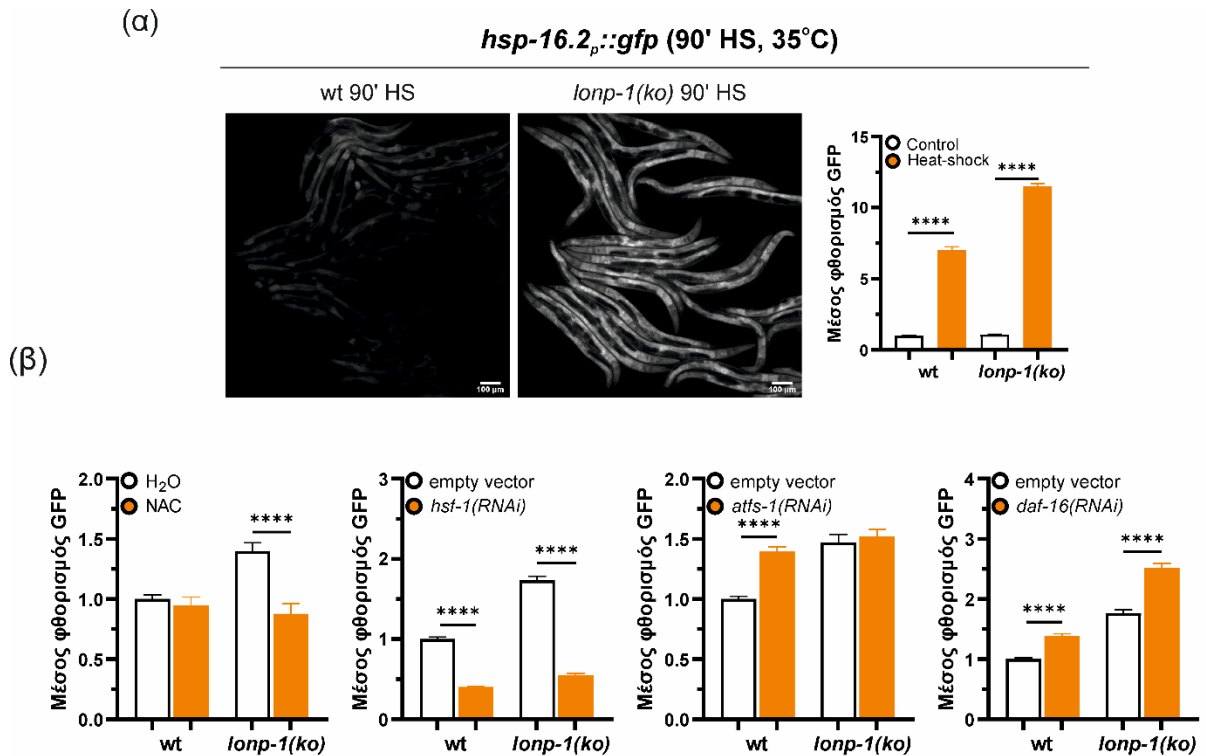 (α)
hsp-16.2p::gfp (90' HS, 35°C)
wt 90' HS
lonp-1(ko) 90' HS
100 μm
100 μm
Μέσος φθορισμός GFP
Control
Heat-shock
****
****
15
10
5
0
wt
lonp-1(ko)
(β)
Μέσος φθορισμός GFP
H2O
NAC
****
2.0
1.5
1.0
0.5
0.0
wt
lonp-1(ko)
Μέσος φθορισμός GFP
empty vector
hsf-1(RNAi)
****
****
3
2
1
0
wt
lonp-1(ko)
Μέσος φθορισμός GFP
empty vector
atfs-1(RNAi)
****
2.0
1.5
1.0
0.5
0.0
wt
lonp-1(ko)
Μέσος φθορισμός GFP
empty vector
daf-16(RNAi)
****
****
4
3
2
1
0
wt
lonp-1(ko)